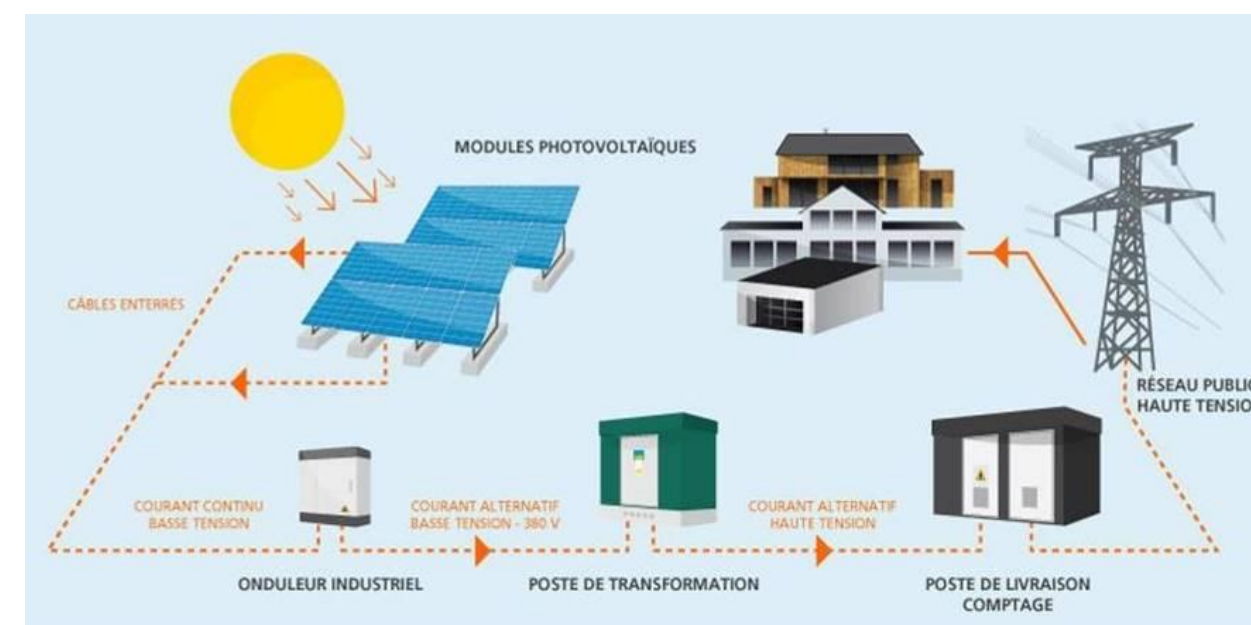 MODULES PHOTOVOLTAÏQUES
CÂBLES ENTERRÉS
RÉSEAU PUBLIC
HAUTE TENSIO
COURANT CONTINU
BASSE TENSION
COURANT ALTERNATIF
BASSE TENSION - 380 V
COURANT ALTERNATIF
HAUTE TENSION
ONDULEUR INDUSTRIEL
POSTE DE TRANSFORMATION
POSTE DE LIVRAISON
COMPTAGE